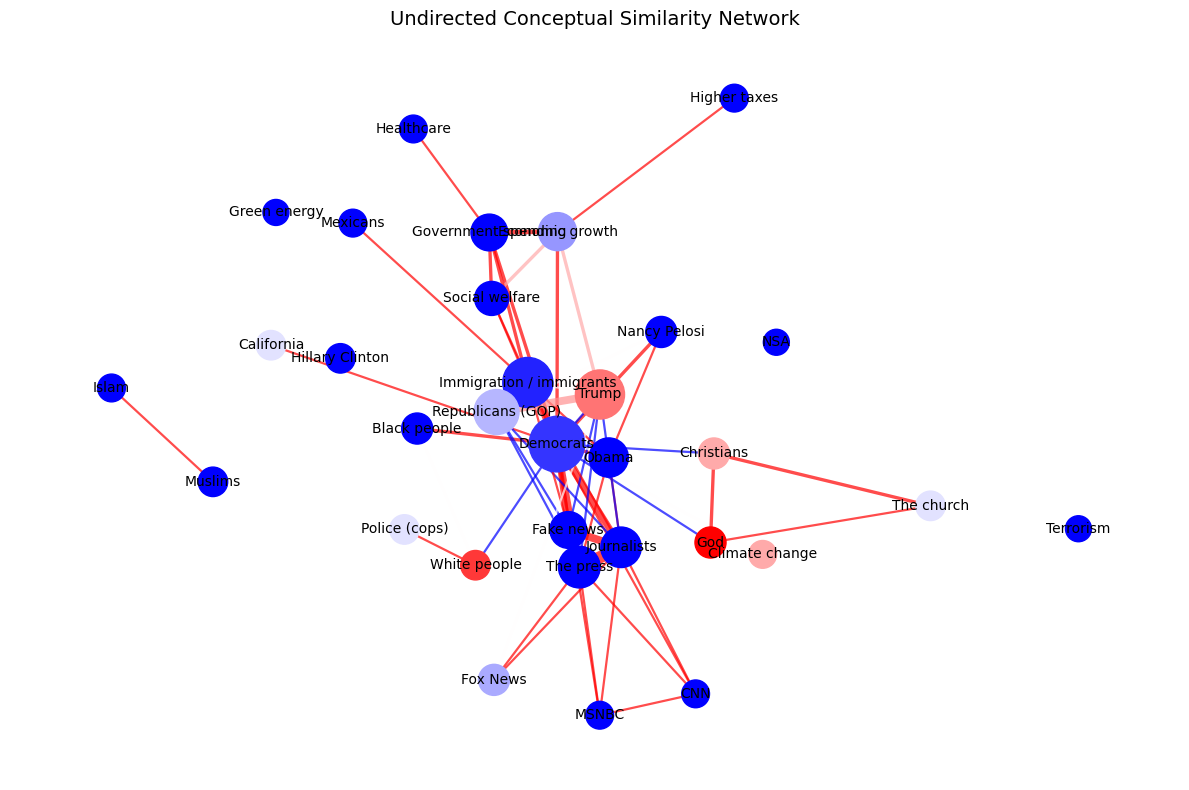 Undirected Conceptual Similarity Network
Higher taxes
Healthcare
Green energy
Mexicans
Government spending
Economic growth
Social welfare
Nancy Pelosi
NSA
California
Hillary Clinton
Islam
Immigration / immigrants
Trump
Republicans (GOP)
Black people
Democrats
Obama
Christians
Muslims
The church
Police (cops)
Fake news
Terrorism
Journalists
God
Climate change
White people
The press
Fox News
CNN
MSNBC